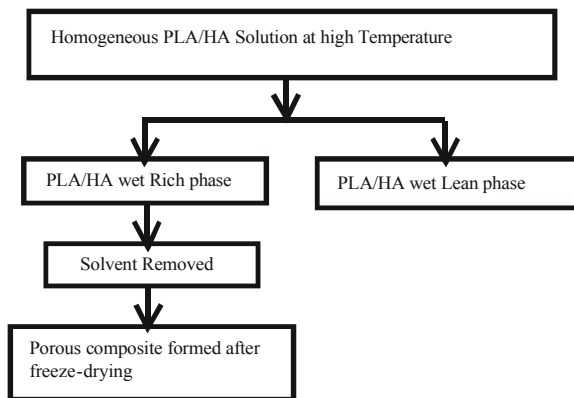 Homogeneous PLA/HA Solution at high Temperature
PLA/HA wet Rich phase
PLA/HA wet Lean phase
Solvent Removed
Porous composite formed after
freeze-drying